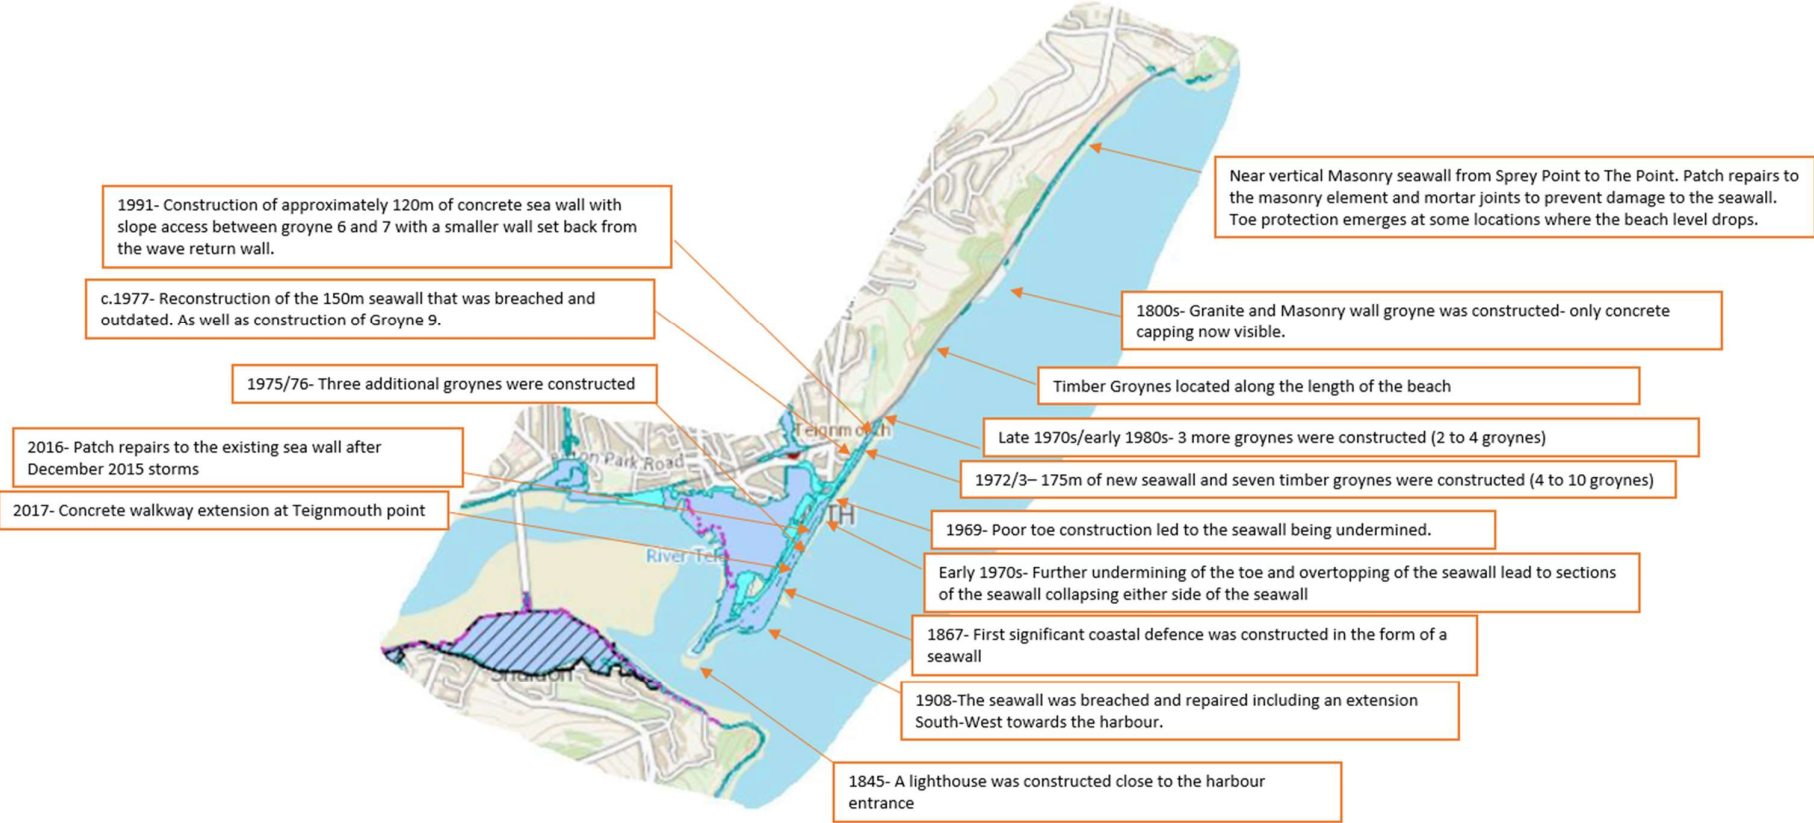 Near vertical Masonry seawall from Sprey Point to The Point. Patch repairs to
the masonry element and mortar joints to prevent damage to the seawall.
Toe protection emerges at some locations where the beach level drops.
1991- Construction of approximately 120m of concrete sea wall with
slope access between groyne 6 and 7 with a smaller wall set back from
the wave return wall.
c.1977- Reconstruction of the 150m seawall that was breached and
outdated. As well as construction of Groyne 9.
1800s- Granite and Masonry wall groyne was constructed- only concrete
capping now visible.
1975/76- Three additional groynes were constructed
Timber Groynes located along the length of the beach
2016- Patch repairs to the existing sea wall after
December 2015 storms
Teignmouth
Late 1970s/early 1980s- 3 more groynes were constructed (2 to 4 groynes)
Park Road
1972/3– 175m of new seawall and seven timber groynes were constructed (4 to 10 groynes)
2017- Concrete walkway extension at Teignmouth point
TH
1969- Poor toe construction led to the seawall being undermined.
River
Early 1970s- Further undermining of the toe and overtopping of the seawall lead to sections
of the seawall collapsing either side of the seawall
1867- First significant coastal defence was constructed in the form of a
seawall
1908-The seawall was breached and repaired including an extension
South-West towards the harbour.
1845- A lighthouse was constructed close to the harbour
entrance